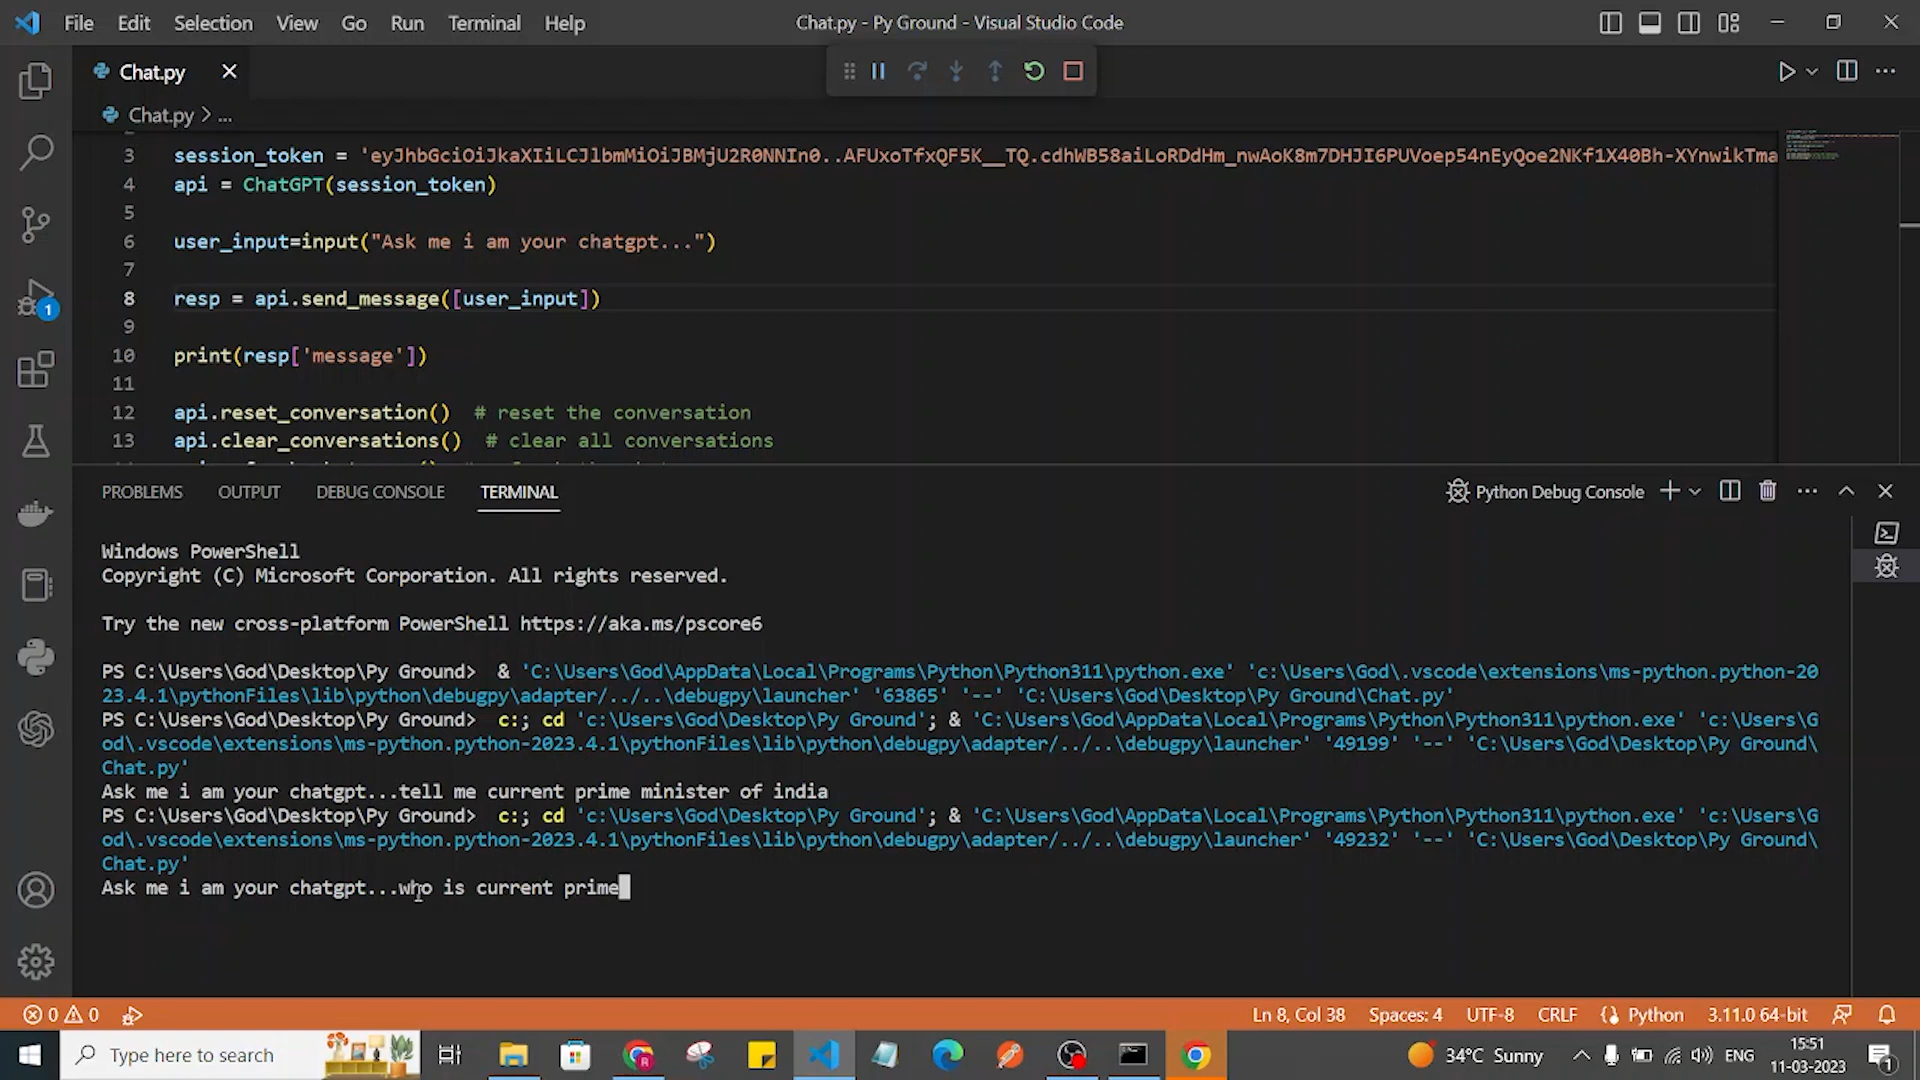 File Edit Selection View Go Run Terminal Help
Chat.py - Py Ground - Visual Studio Code
Chat.py
Chat.py > ...
3 session_token = 'eyJhbGciOiJkaXIiLCJlbmMiOiJBMjU2R0NNIn0..AFUxoTfxQF5K__TQ.cdhWB58aiLoRDdHm_nwAoK8m7DHJI6PUVoep54nEyQoe2NKf1X40Bh-XYnwikTma
4 api = ChatGPT(session_token)
5
6 user_input=input("Ask me i am your chatgpt...")
7
8 resp = api.send_message([user_input])
9
10 print(resp['message'])
11
12 api.reset_conversation() # reset the conversation
13 api.clear_conversations() # clear all conversations
PROBLEMS OUTPUT DEBUG CONSOLE TERMINAL
Python Debug Console
Windows PowerShell
Copyright (C) Microsoft Corporation. All rights reserved.
Try the new cross-platform PowerShell https://aka.ms/pscore6
PS C:\Users\God\Desktop\Py Ground> & 'C:\Users\God\AppData\Local\Programs\Python\Python311\python.exe' 'c:\Users\God\.vscode\extensions\ms-python.python-20
23.4.1\pythonFiles\lib\python\debugpy\adapter/../..\debugpy\launcher' '63865' '--' 'C:\Users\God\Desktop\Py Ground\Chat.py'
PS C:\Users\God\Desktop\Py Ground> c:; cd 'c:\Users\God\Desktop\Py Ground'; & 'C:\Users\God\AppData\Local\Programs\Python\Python311\python.exe' 'c:\Users\G
od\.vscode\extensions\ms-python.python-2023.4.1\pythonFiles\lib\python\debugpy\adapter/../..\debugpy\launcher' '49199' '--' 'C:\Users\God\Desktop\Py Ground\
Chat.py'
Ask me i am your chatgpt...tell me current prime minister of india
PS C:\Users\God\Desktop\Py Ground> c:; cd 'c:\Users\God\Desktop\Py Ground'; & 'C:\Users\God\AppData\Local\Programs\Python\Python311\python.exe' 'c:\Users\G
od\.vscode\extensions\ms-python.python-2023.4.1\pythonFiles\lib\python\debugpy\adapter/../..\debugpy\launcher' '49232' '--' 'C:\Users\God\Desktop\Py Ground\
Chat.py'
Ask me i am your chatgpt...who is current prime
1
0 0
Ln 8, Col 38 Spaces: 4 UTF-8 CRLF Python 3.11.0 64-bit
Type here to search
34°C Sunny
ENG
15:51
11-03-2023
1